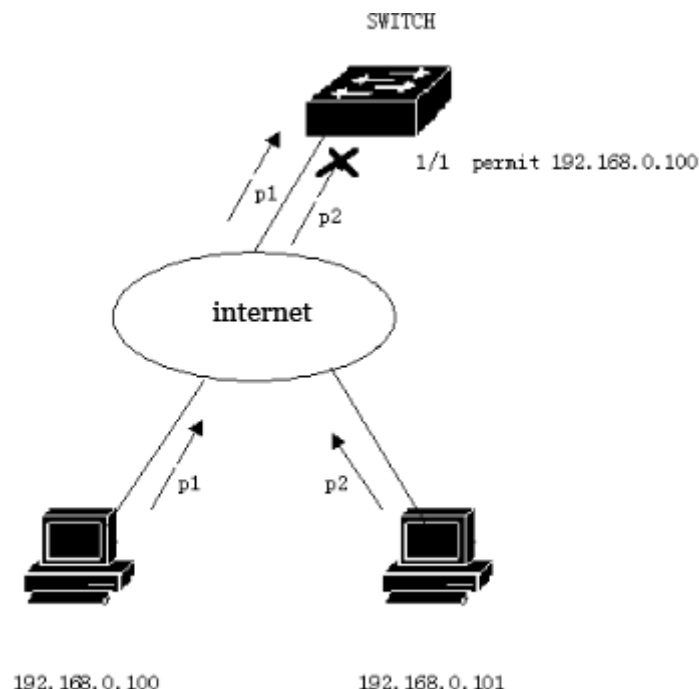 SWITCH
1/1 permit 192.168.0.100
p1
p2
internet
p1
p2
192.168.0.100
192.168.0.101